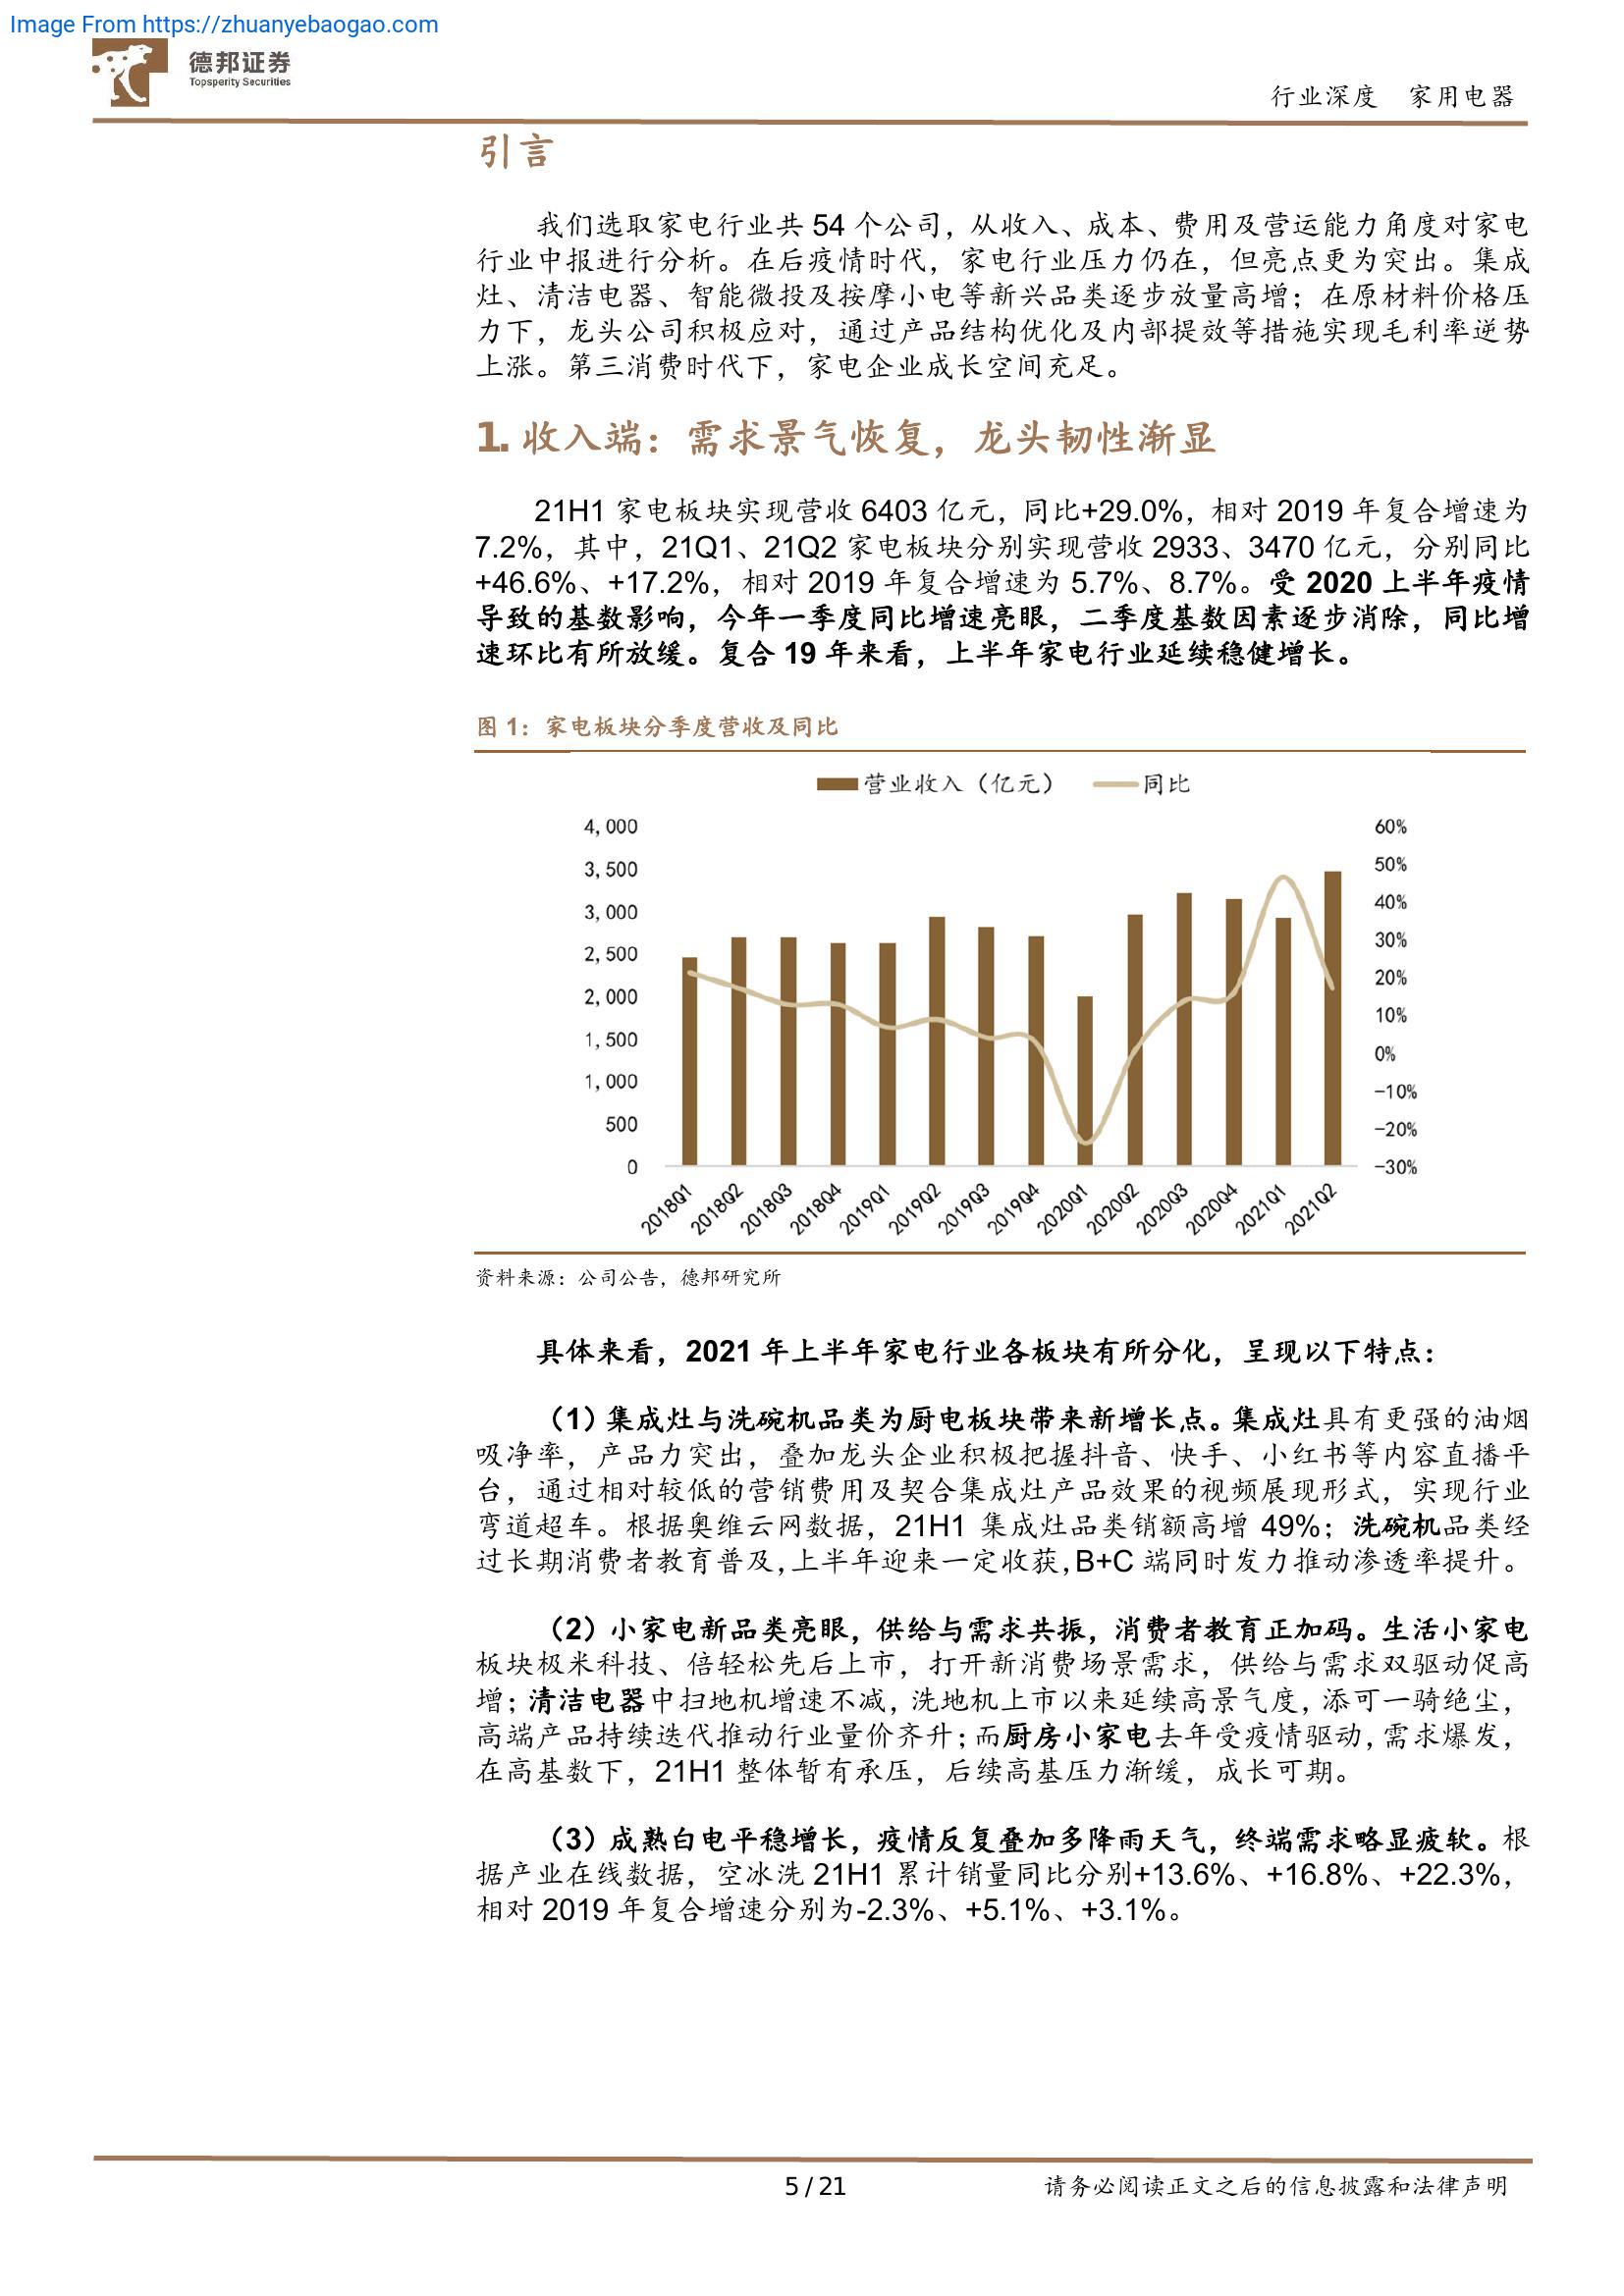 Image From https://zhuanyebaogao.com
德邦证券
Topsperity Securities
行业深度 家用电器
引言
我们选取家电行业共 54 个公司，从收入、成本、费用及营运能力角度对家电
行业中报进行分析。在后疫情时代，家电行业压力仍在，但亮点更为突出。集成
灶、清洁电器、智能微投及按摩小电等新兴品类逐步放量高增；在原材料价格压
力下，龙头公司积极应对，通过产品结构优化及内部提效等措施实现毛利率逆势
上涨。第三消费时代下，家电企业成长空间充足。
1. 收入端：需求景气恢复，龙头韧性渐显
21H1 家电板块实现营收 6403 亿元，同比+29.0%，相对 2019 年复合增速为
7.2%，其中，21Q1、21Q2 家电板块分别实现营收 2933、3470 亿元，分别同比
+46.6%、+17.2%，相对 2019 年复合增速为 5.7%、8.7%。受 2020 上半年疫情
导致的基数影响，今年一季度同比增速亮眼，二季度基数因素逐步消除，同比增
速环比有所放缓。复合 19 年来看，上半年家电行业延续稳健增长。
图 1：家电板块分季度营收及同比
营业收入（亿元） 同比
4,000 60%
3,500 50%
3,000 40%
2,500 30%
2,000 20%
1,500 10%
1,000 0%
500 -10%
0 -20%
-30%
2018Q1 2018Q2 2018Q3 2018Q4 2019Q1 2019Q2 2019Q3 2019Q4 2020Q1 2020Q2 2020Q3 2020Q4 2021Q1 2021Q2
资料来源：公司公告，德邦研究所
具体来看，2021 年上半年家电行业各板块有所分化，呈现以下特点：
（1）集成灶与洗碗机品类为厨电板块带来新增长点。集成灶具有更强的油烟
吸净率，产品力突出，叠加龙头企业积极把握抖音、快手、小红书等内容直播平
台，通过相对较低的营销费用及契合集成灶产品效果的视频展现形式，实现行业
弯道超车。根据奥维云网数据，21H1 集成灶品类销额高增 49%；洗碗机品类经
过长期消费者教育普及，上半年迎来一定收获，B+C 端同时发力推动渗透率提升。
（2）小家电新品类亮眼，供给与需求共振，消费者教育正加码。生活小家电
板块极米科技、倍轻松先后上市，打开新消费场景需求，供给与需求双驱动促高
增；清洁电器中扫地机增速不减，洗地机上市以来延续高景气度，添可一骑绝尘，
高端产品持续迭代推动行业量价齐升；而厨房小家电去年受疫情驱动，需求爆发，
在高基数下，21H1 整体暂有承压，后续高基压力渐缓，成长可期。
（3）成熟白电平稳增长，疫情反复叠加多降雨天气，终端需求略显疲软。根
据产业在线数据，空冰洗 21H1 累计销量同比分别+13.6%、+16.8%、+22.3%，
相对 2019 年复合增速分别为-2.3%、+5.1%、+3.1%。
5 / 21
请务必阅读正文之后的信息披露和法律声明